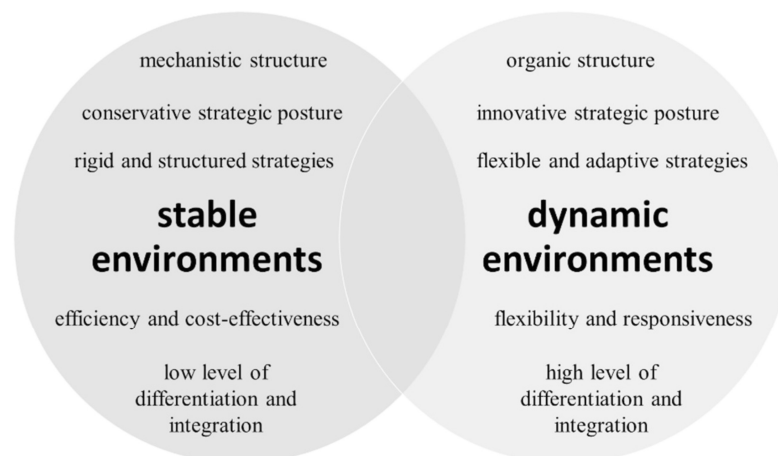 mechanistic structure
conservative strategic posture
rigid and structured strategies
stable
environments
efficiency and cost-effectiveness
low level of
differentiation and
integration
organic structure
innovative strategic posture
flexible and adaptive strategies
dynamic
environments
flexibility and responsiveness
high level of
differentiation and
integration